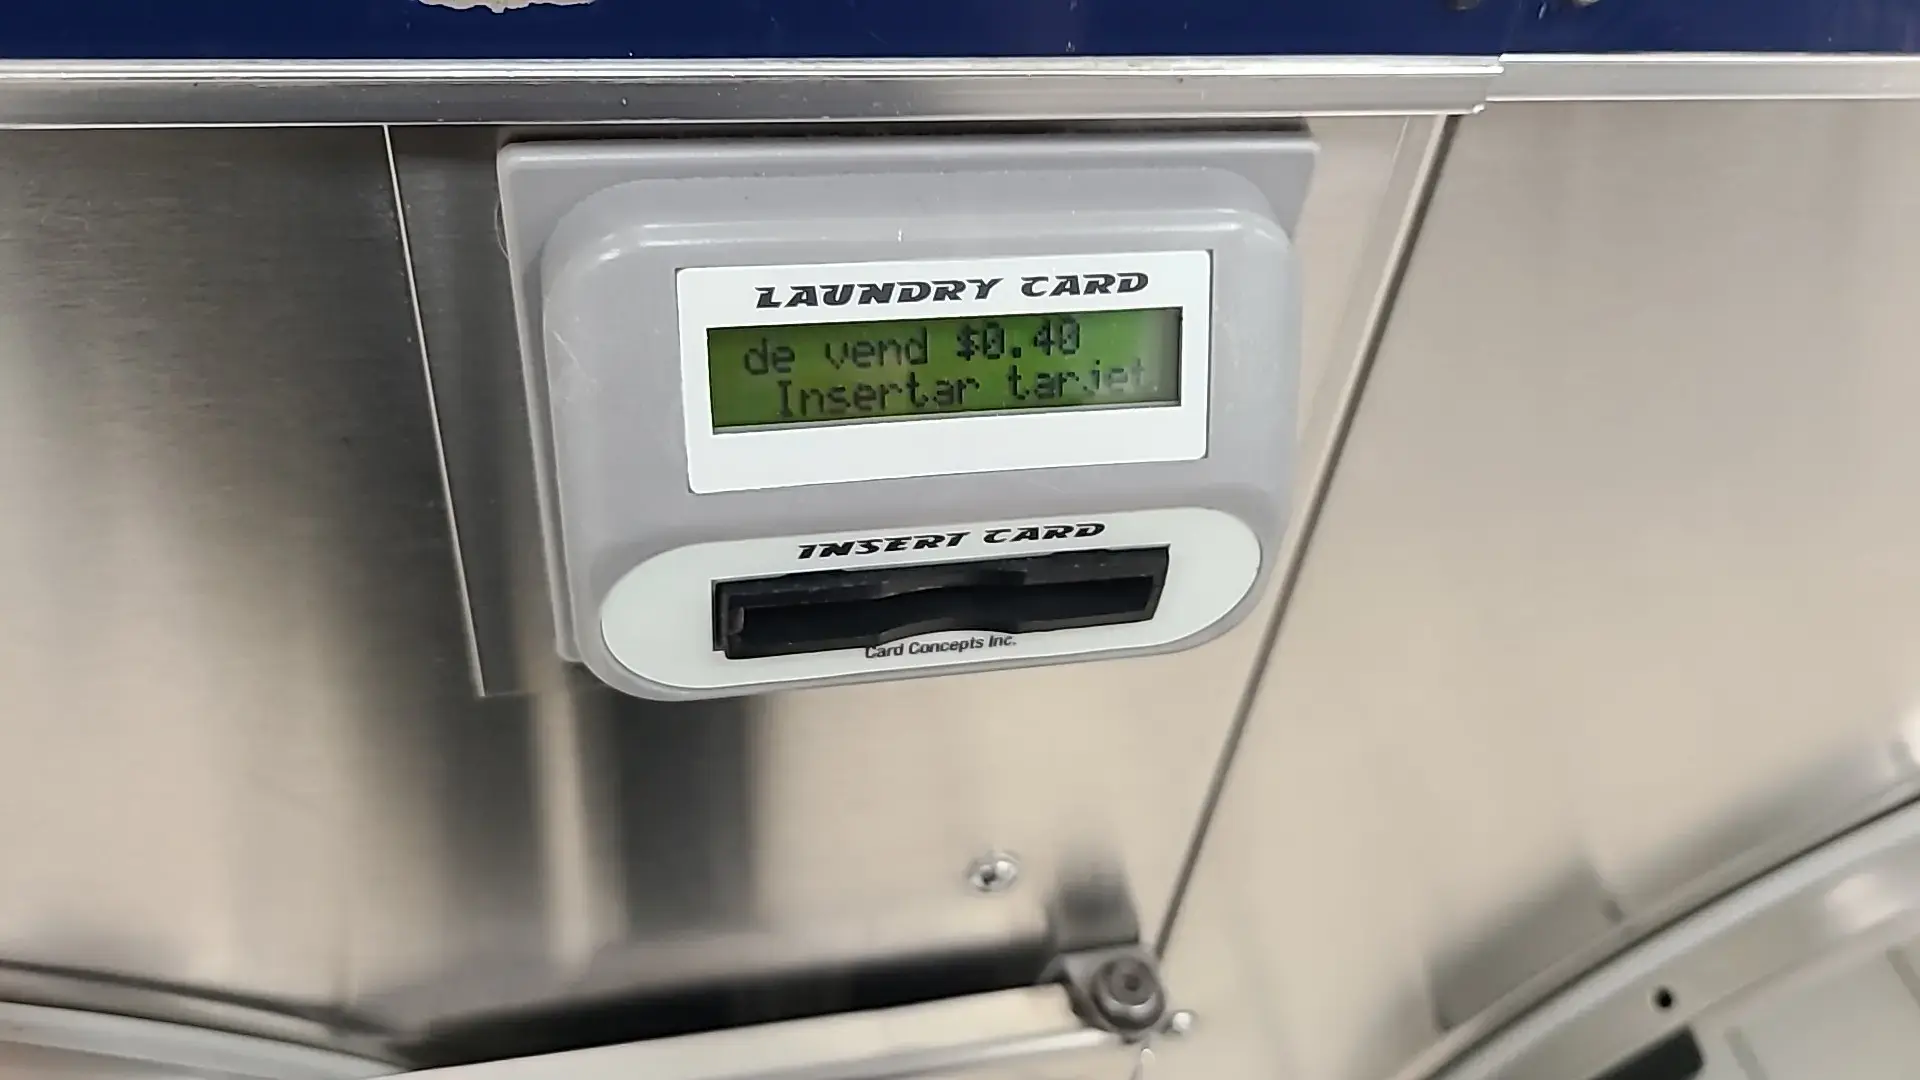 LAUNDRY CARD
de vend $0.40
Insertar tarjet
INSERT CARD
Card Concepts Inc.